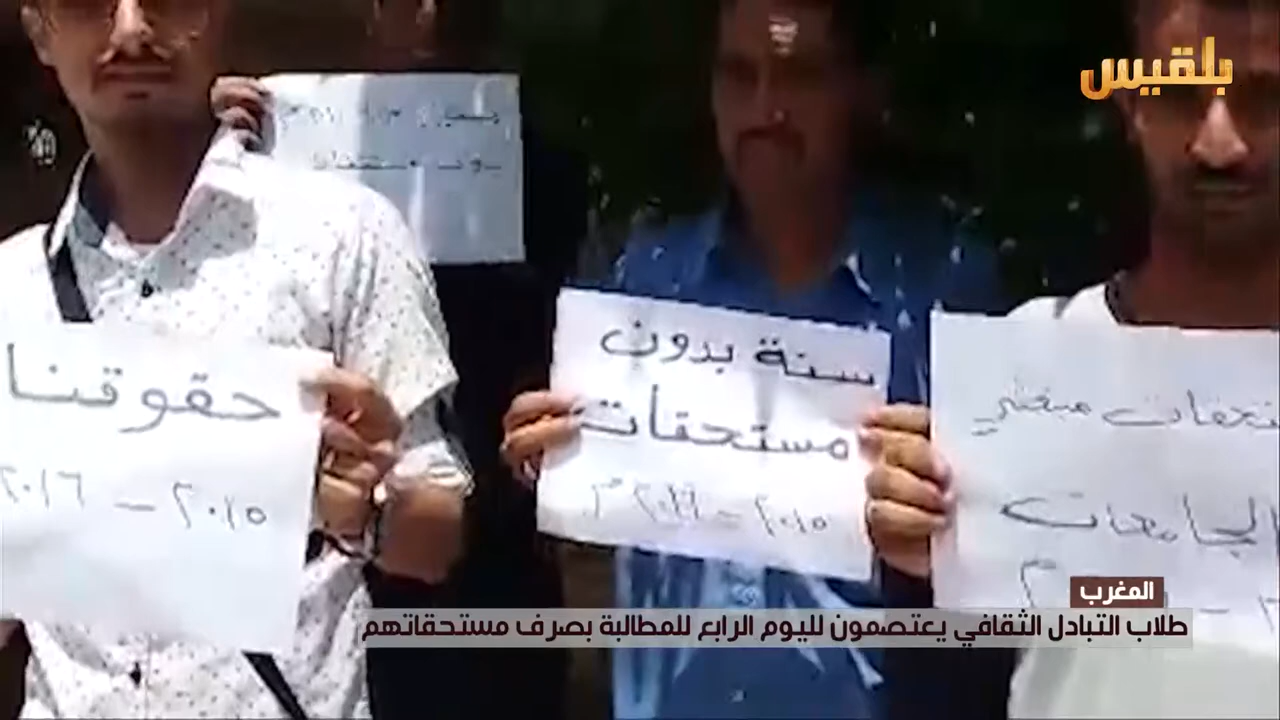 بلقيس
سنة بدون
مستحقات
٢٠١٥ – ٢٠١٦ م
حقوقنا
٢٠١٥ – ٢٠١٦
الجامعات
المغرب
طلاب التبادل الثقافي يعتصمون لليوم الرابع للمطالبة بصرف مستحقاتهم